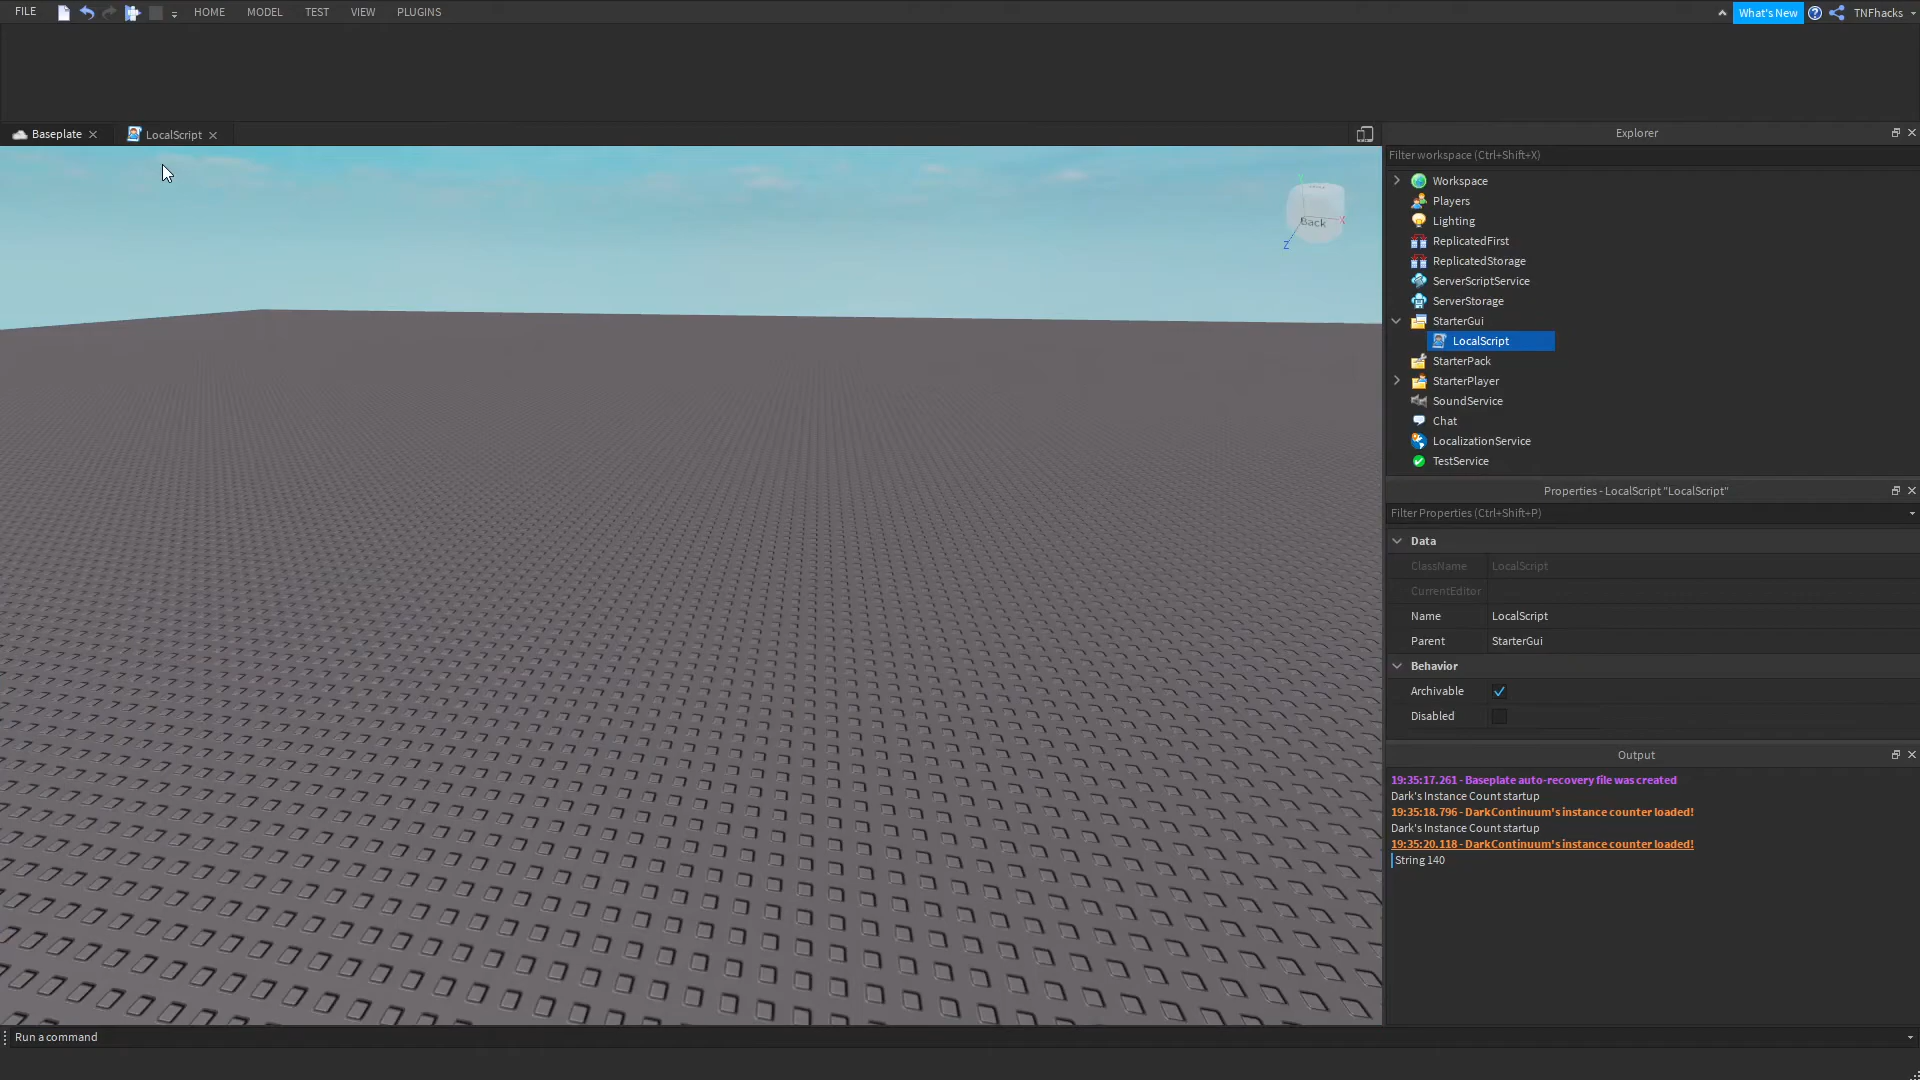 FILE HOME MODEL TEST VIEW PLUGINS What's New TNFhacks
Baseplate LocalScript
Back
X
Z
Explorer
Filter workspace (Ctrl+Shift+X)
Workspace
Players
Lighting
ReplicatedFirst
ReplicatedStorage
ServerScriptService
ServerStorage
StarterGui
LocalScript
StarterPack
StarterPlayer
SoundService
Chat
LocalizationService
TestService
Properties - LocalScript "LocalScript"
Filter Properties (Ctrl+Shift+P)
Data
ClassName LocalScript
CurrentEditor
Name LocalScript
Parent StarterGui
Behavior
Archivable
Disabled
Output
19:35:17.261 - Baseplate auto-recovery file was created
Dark's Instance Count startup
19:35:18.796 - DarkContinuum's instance counter loaded!
Dark's Instance Count startup
19:35:20.118 - DarkContinuum's instance counter loaded!
String 140
Run a command